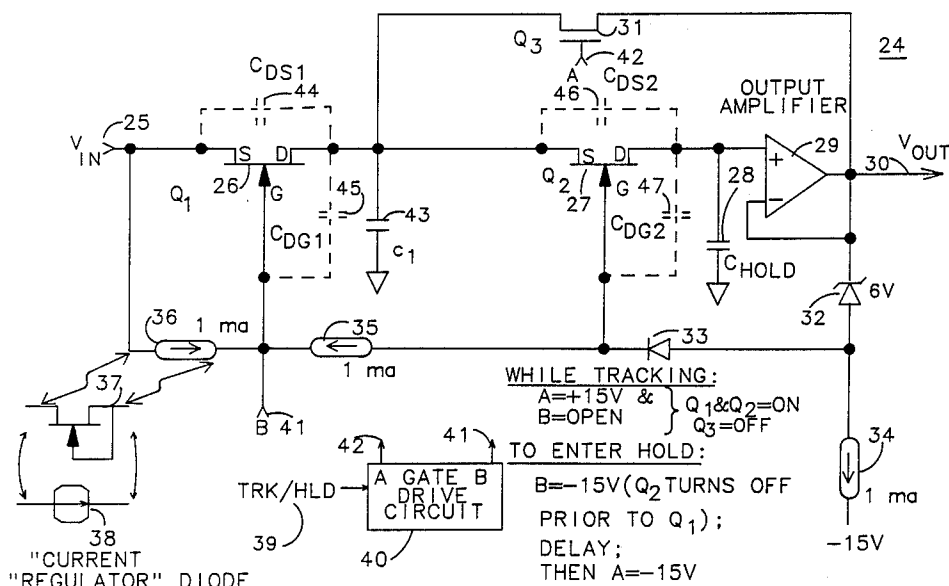 31
Q3
42
A
24
CDS1
44
46
CDS2
OUTPUT
AMPLIFIER
VIN
25
S
D
26
G
Q1
45
CDG1
43
C1
S
D
27
G
Q2
47
CDG2
28
CHOLD
+
-
29
VOUT
30
32
6V
36
1 ma
35
1 ma
33
37
B
41
34
1 ma
-15V
38
"CURRENT
"REGULATOR" DIODE
TRK/HLD
39
42
41
A GATE B
DRIVE
CIRCUIT
40
WHILE TRACKING:
A=+15V &
B=OPEN
} Q1&Q2=ON
Q3=OFF
TO ENTER HOLD:
B=-15V(Q2 TURNS OFF
PRIOR TO Q1);
DELAY;
THEN A=-15V